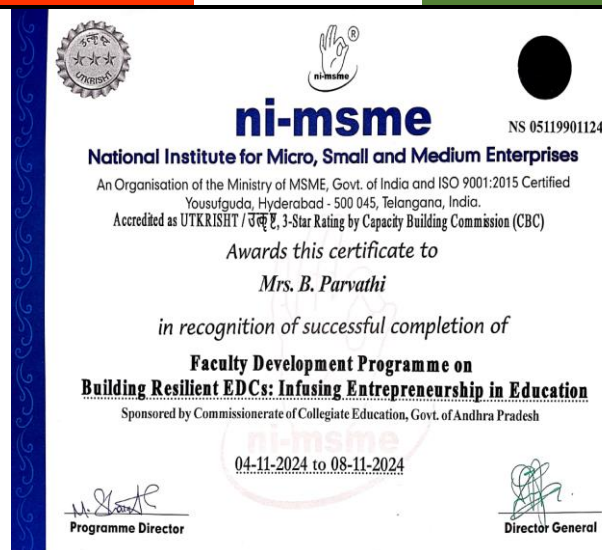 उत्कृष्ट
UTKRISHT
®
ni-msme
ni-msme
NS 05119901124
National Institute for Micro, Small and Medium Enterprises
An Organisation of the Ministry of MSME, Govt. of India and ISO 9001:2015 Certified
Yousufguda, Hyderabad - 500 045, Telangana, India.
Accredited as UTKRISHT / उत्कृष्ट, 3-Star Rating by Capacity Building Commission (CBC)
Awards this certificate to
Mrs. B. Parvathi
in recognition of successful completion of
Faculty Development Programme on
Building Resilient EDCs: Infusing Entrepreneurship in Education
Sponsored by Commissionerate of Collegiate Education, Govt. of Andhra Pradesh
ni-msme
04-11-2024 to 08-11-2024
Programme Director
Director General